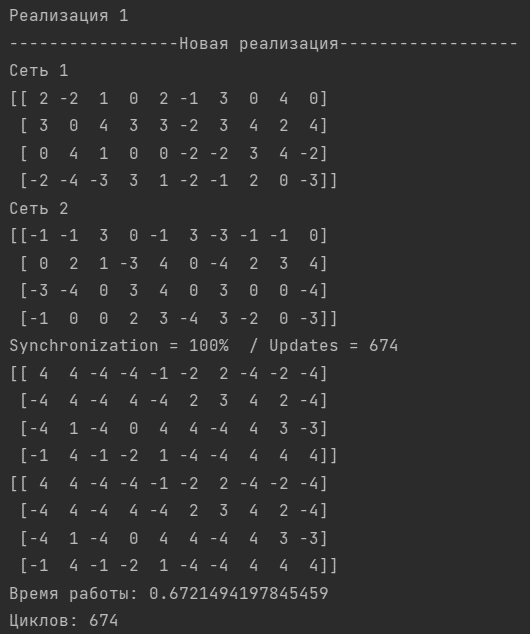 Реализация 1
-----------------Новая реализация------------------
Сеть 1
[[ 2 -2  1  0  2 -1  3  0  4  0]
 [ 3  0  4  3  3 -2  3  4  2  4]
 [ 0  4  1  0  0 -2 -2  3  4 -2]
 [-2 -4 -3  3  1 -2 -1  2  0 -3]]
Сеть 2
[[-1 -1  3  0 -1  3 -3 -1 -1  0]
 [ 0  2  1 -3  4  0 -4  2  3  4]
 [-3 -4  0  3  4  0  3  0  0 -4]
 [-1  0  0  2  3 -4  3 -2  0 -3]]
Synchronization = 100%  / Updates = 674
[[ 4  4 -4 -4 -1 -2  2 -4 -2 -4]
 [-4  4 -4  4 -4  2  3  4  2 -4]
 [-4  1 -4  0  4  4 -4  4  3 -3]
 [-1  4 -1 -2  1 -4 -4  4  4  4]]
[[ 4  4 -4 -4 -1 -2  2 -4 -2 -4]
 [-4  4 -4  4 -4  2  3  4  2 -4]
 [-4  1 -4  0  4  4 -4  4  3 -3]
 [-1  4 -1 -2  1 -4 -4  4  4  4]]
Время работы: 0.6721494197845459
Циклов: 674